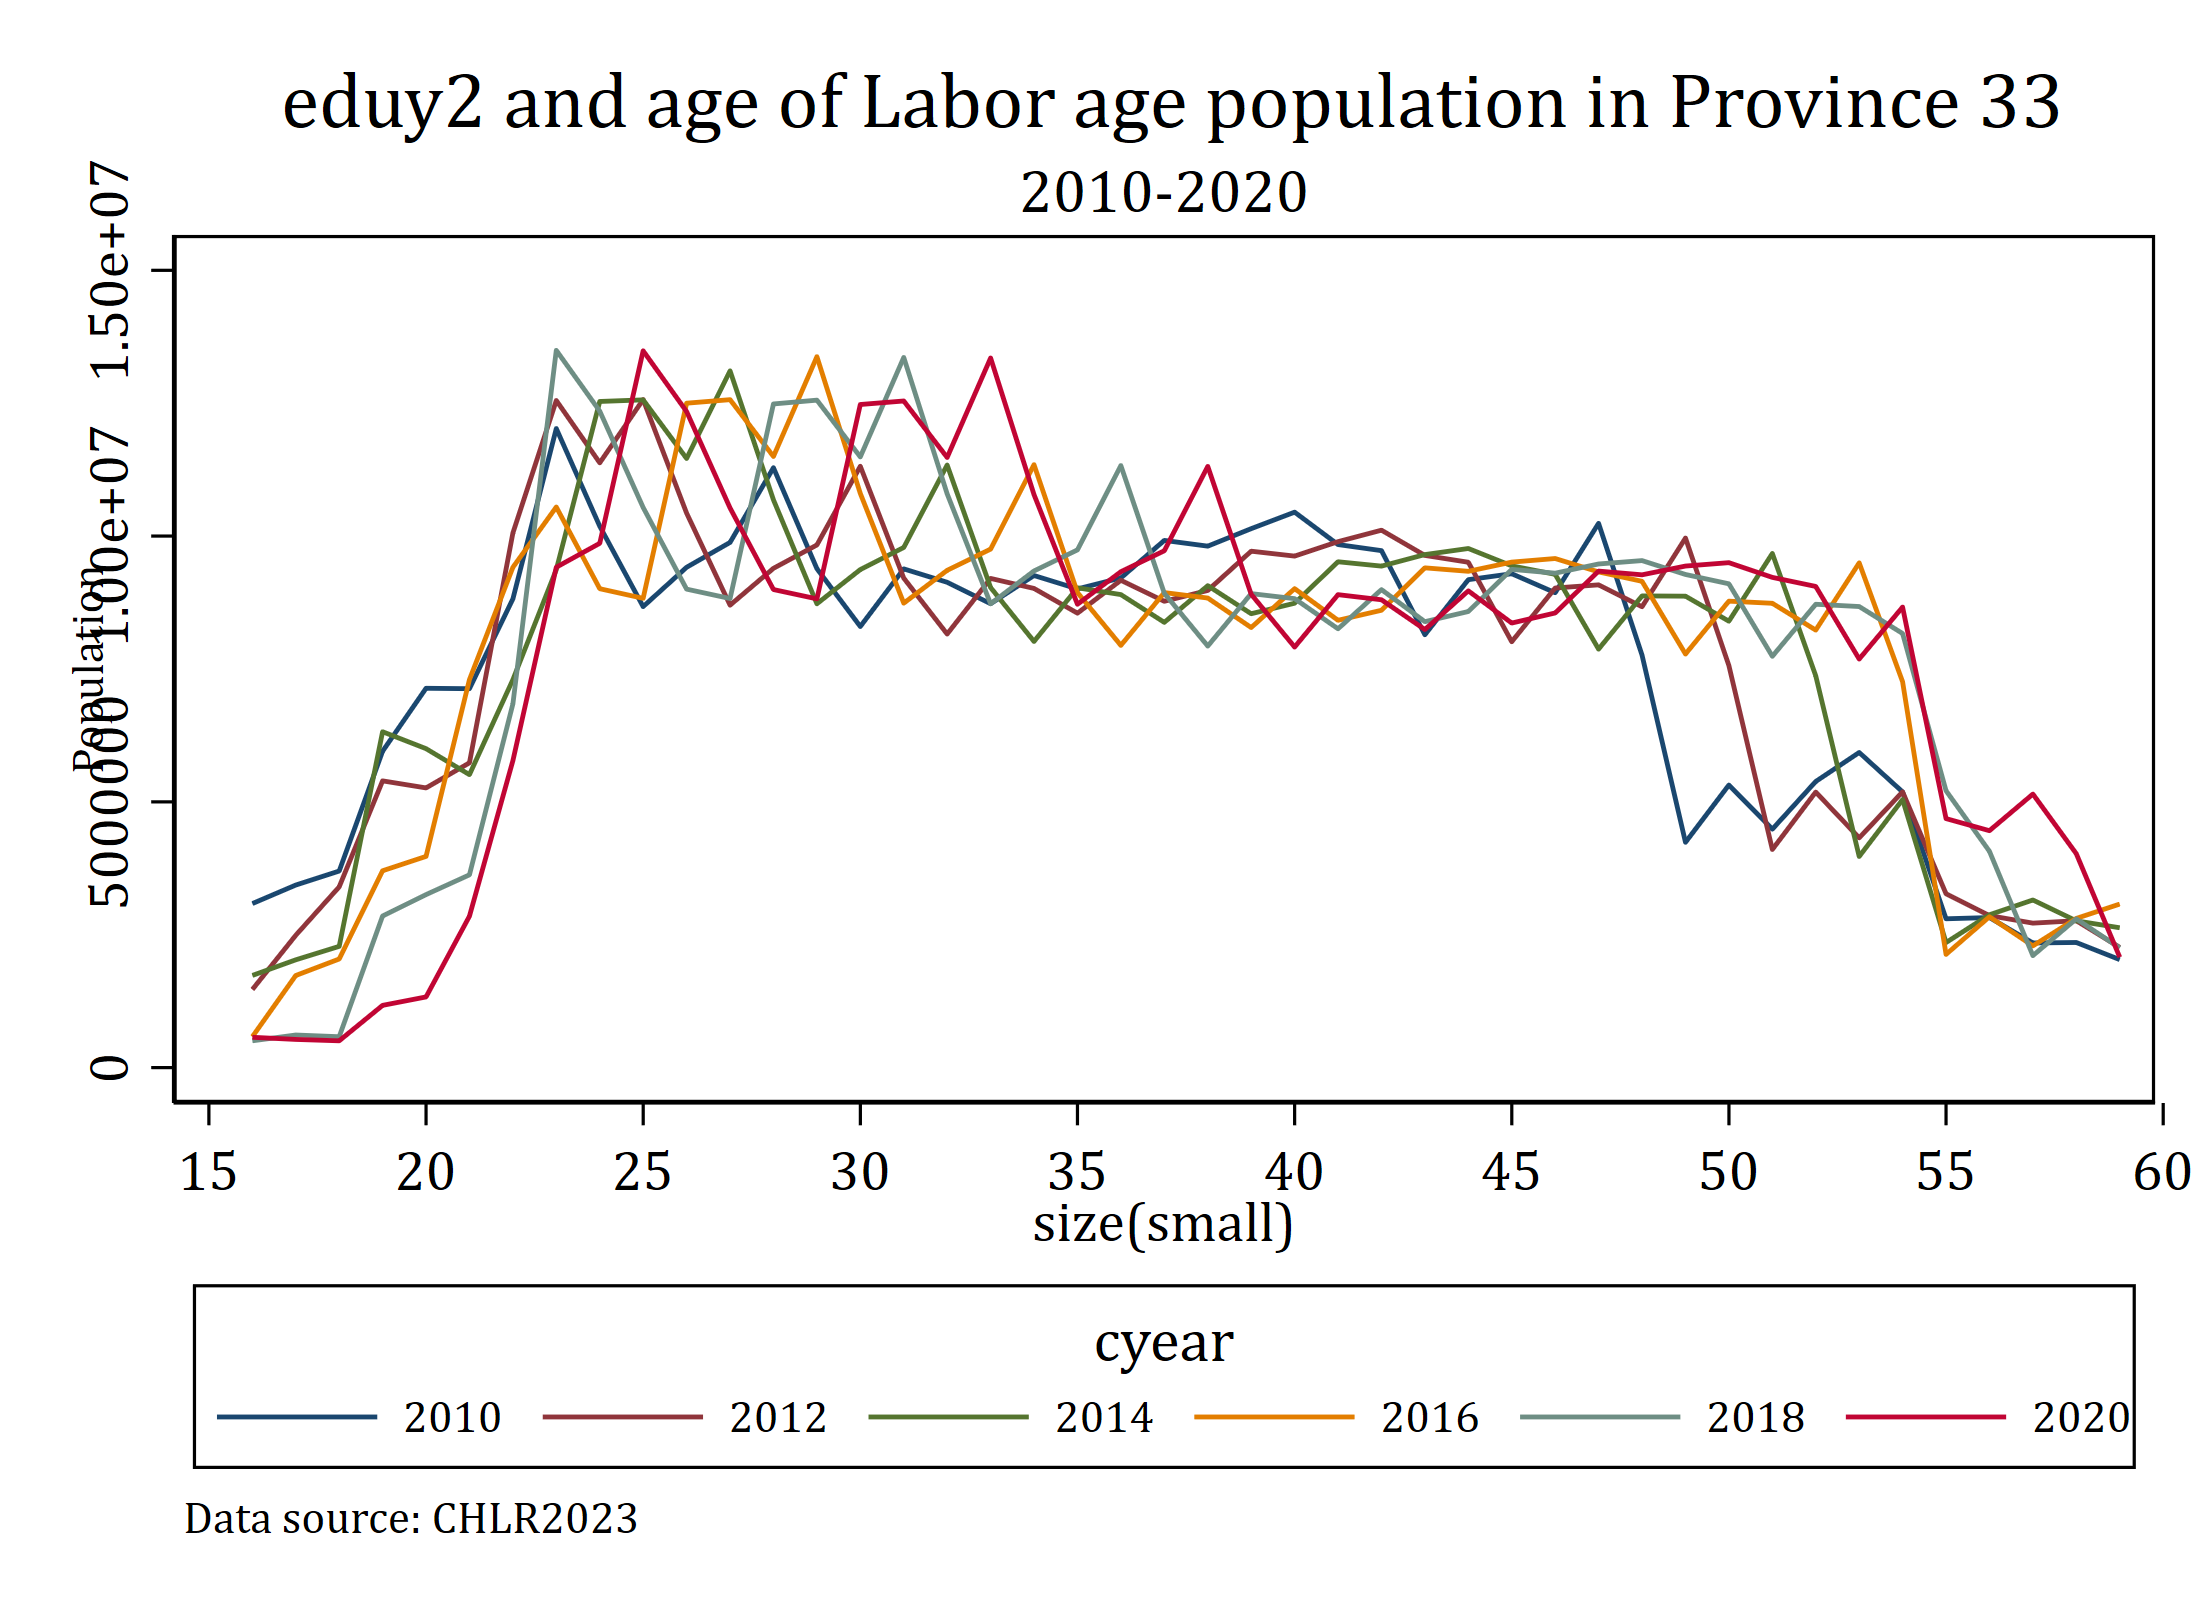 eduy2 and age of Labor age population in Province 33
2010-2020
Population
1.50e+07
1.00e+07
5000000
0
15 20 25 30 35 40 45 50 55 60
size(small)
cyear
2010 2012 2014 2016 2018 2020
Data source: CHLR2023